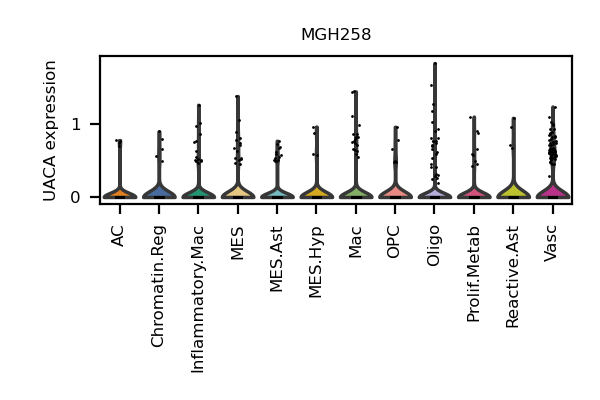 MGH258
UACA expression
1
0
AC
Chromatin.Reg
Inflammatory.Mac
MES
MES.Ast
MES.Hyp
Mac
OPC
Oligo
Prolif.Metab
Reactive.Ast
Vasc